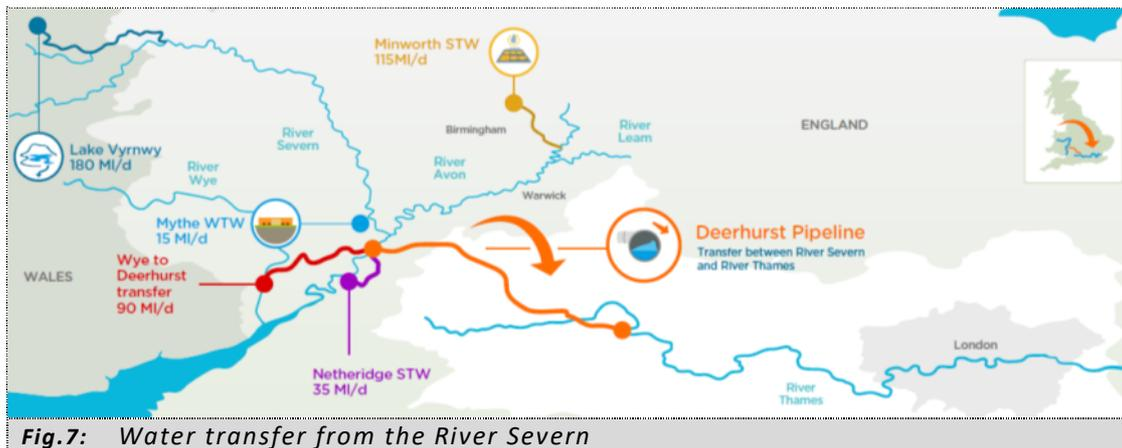 Minworth STW
115Ml/d
ENGLAND
Birmingham
River
Leam
River
Severn
River
Avon
Lake Vyrnwy
180 Ml/d
River
Wye
Warwick
Mythe WTW
15 Ml/d
Deerhurst Pipeline
Transfer between River Severn
and River Thames
WALES
Wye to
Deerhurst
transfer
90 Ml/d
London
Netheridge STW
35 Ml/d
River
Thames
Fig.7: Water transfer from the River Severn